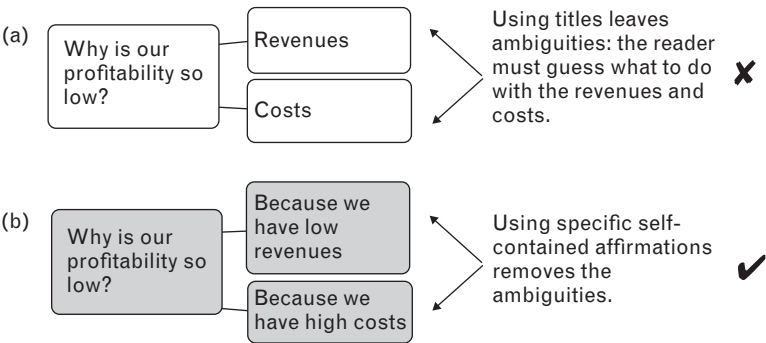 (a)
Why is our
profitability so
low?
Revenues
Costs
Using titles leaves
ambiguities: the reader
must guess what to do
with the revenues and
costs.
✘
(b)
Why is our
profitability so
low?
Because we
have low
revenues
Because we
have high costs
Using specific self-
contained affirmations
removes the
ambiguities.
✔